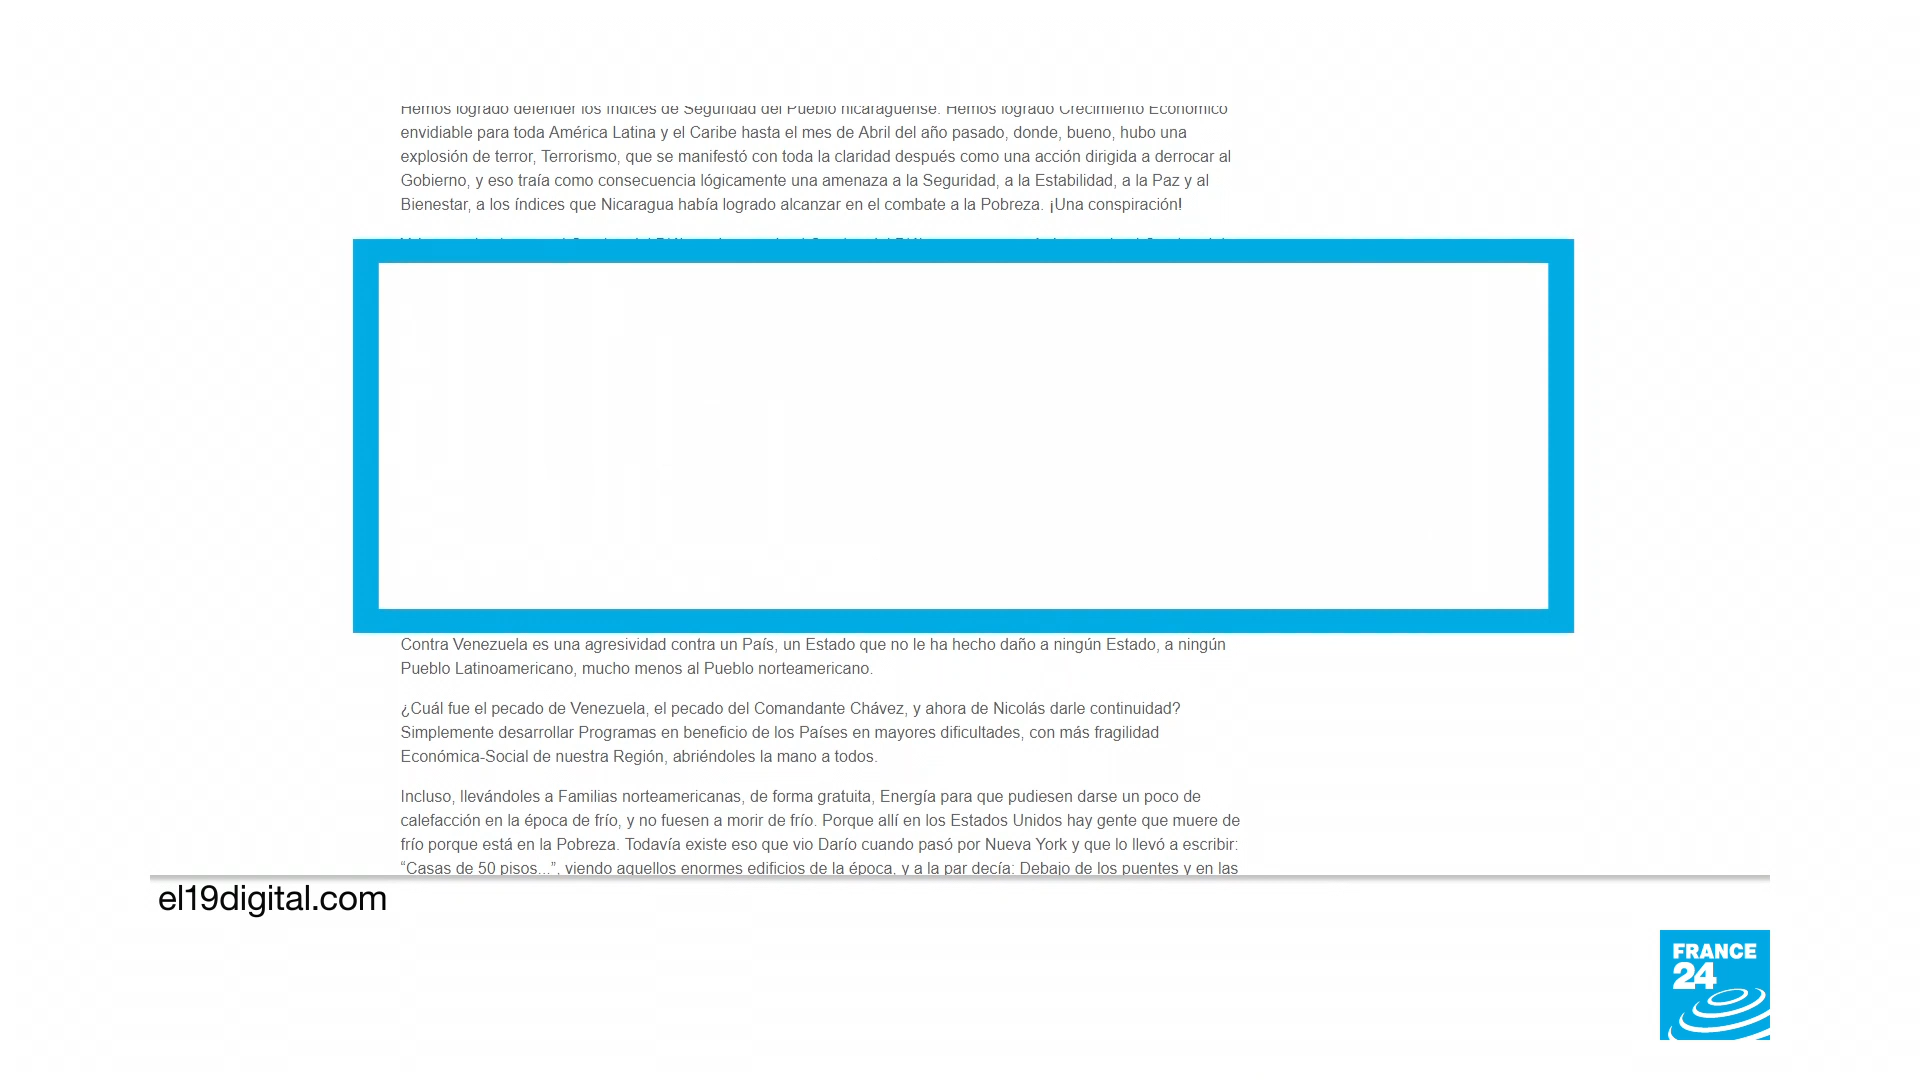 Hemos logrado defender los índices de Seguridad del Pueblo nicaragüense. Hemos logrado Crecimiento Económico
envidiable para toda América Latina y el Caribe hasta el mes de Abril del año pasado, donde, bueno, hubo una
explosión de terror, Terrorismo, que se manifestó con toda la claridad después como una acción dirigida a derrocar al
Gobierno, y eso traía como consecuencia lógicamente una amenaza a la Seguridad, a la Estabilidad, a la Paz y al
Bienestar, a los índices que Nicaragua había logrado alcanzar en el combate a la Pobreza. ¡Una conspiración!
Contra Venezuela es una agresividad contra un País, un Estado que no le ha hecho daño a ningún Estado, a ningún
Pueblo Latinoamericano, mucho menos al Pueblo norteamericano.
¿Cuál fue el pecado de Venezuela, el pecado del Comandante Chávez, y ahora de Nicolás darle continuidad?
Simplemente desarrollar Programas en beneficio de los Países en mayores dificultades, con más fragilidad
Económica-Social de nuestra Región, abriéndoles la mano a todos.
Incluso, llevándoles a Familias norteamericanas, de forma gratuita, Energía para que pudiesen darse un poco de
calefacción en la época de frío, y no fuesen a morir de frío. Porque allí en los Estados Unidos hay gente que muere de
frío porque está en la Pobreza. Todavía existe eso que vio Darío cuando pasó por Nueva York y que lo llevó a escribir:
“Casas de 50 pisos...”, viendo aquellos enormes edificios de la época, y a la par decía: Debajo de los puentes y en las
el19digital.com
FRANCE
24